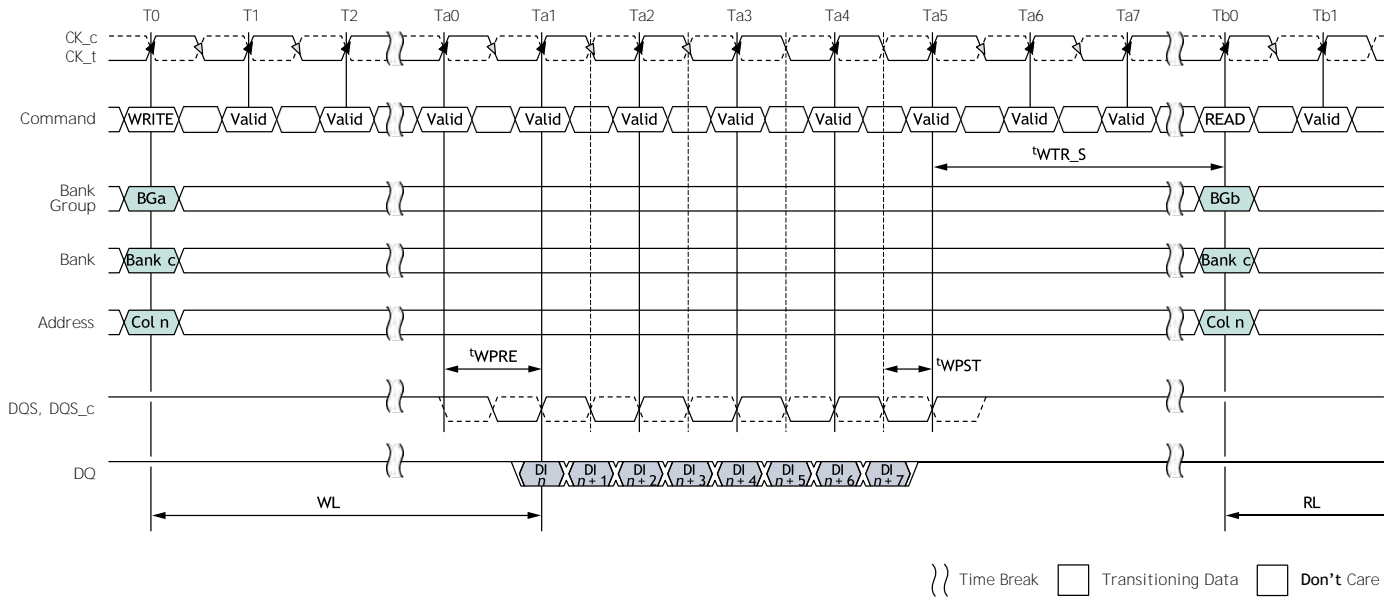 T0 T1 T2 Ta0 Ta1 Ta2 Ta3 Ta4 Ta5 Ta6 Ta7 Tb0 Tb1
CK_c
CK_t
Command WRITE Valid Valid Valid Valid Valid Valid Valid Valid Valid Valid READ Valid
tWTR_S
Bank
Group BGa BGb
Bank Bank c Bank c
Address Col n Col n
tWPRE tWPST
DQS, DQS_c
DQ
DI DI DI DI DI DI DI DI
n n + 1 n + 2 n + 3 n + 4 n + 5 n + 6 n + 7
WL RL
Time Break Transitioning Data Don't Care